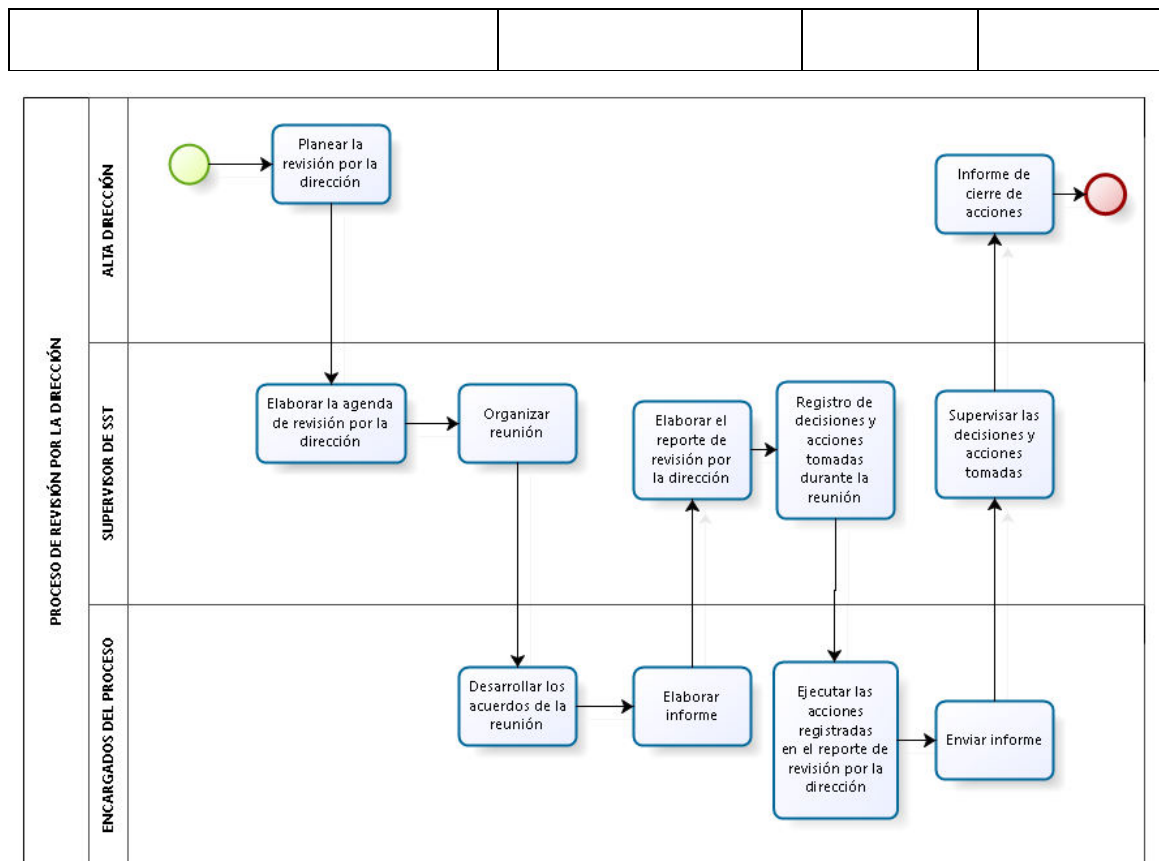 PROCESO DE REVISIÓN POR LA DIRECCIÓN
ALTA DIRECCIÓN
Planear la
revisión por la
dirección
Informe de
cierre de
acciones
SUPERVISOR DE SST
Elaborar la agenda
de revisión por la
dirección
Organizar
reunión
Elaborar el
reporte de
revisión por
la dirección
Registro de
decisiones y
acciones
tomadas
durante la
reunión
Supervisar las
decisiones y
acciones
tomadas
ENCARGADOS DEL PROCESO
Desarrollar los
acuerdos de la
reunión
Elaborar
informe
Ejecutar las
acciones
registradas
en el reporte de
revisión por la
dirección
Enviar informe